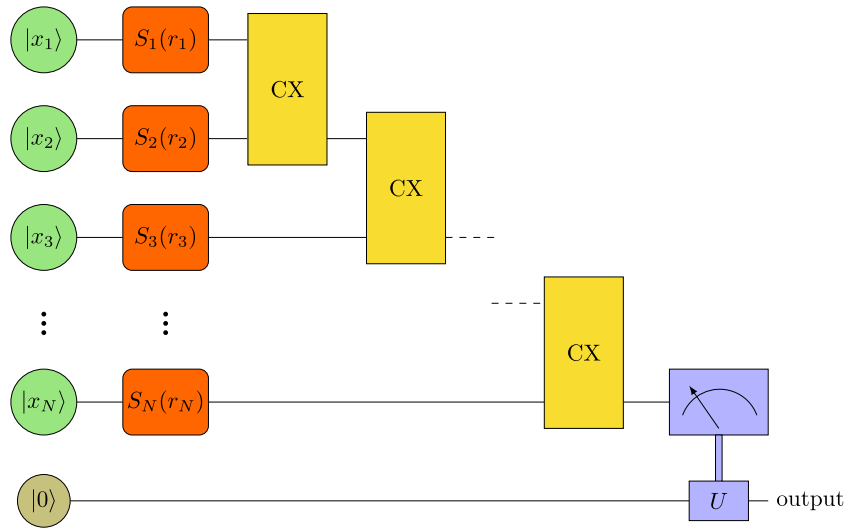 |x₁⟩ S₁(r₁)
CX
|x₂⟩ S₂(r₂)
CX
|x₃⟩ S₃(r₃)
⋮ ⋮
CX
|x_N⟩ S_N(r_N)
|0⟩ U output